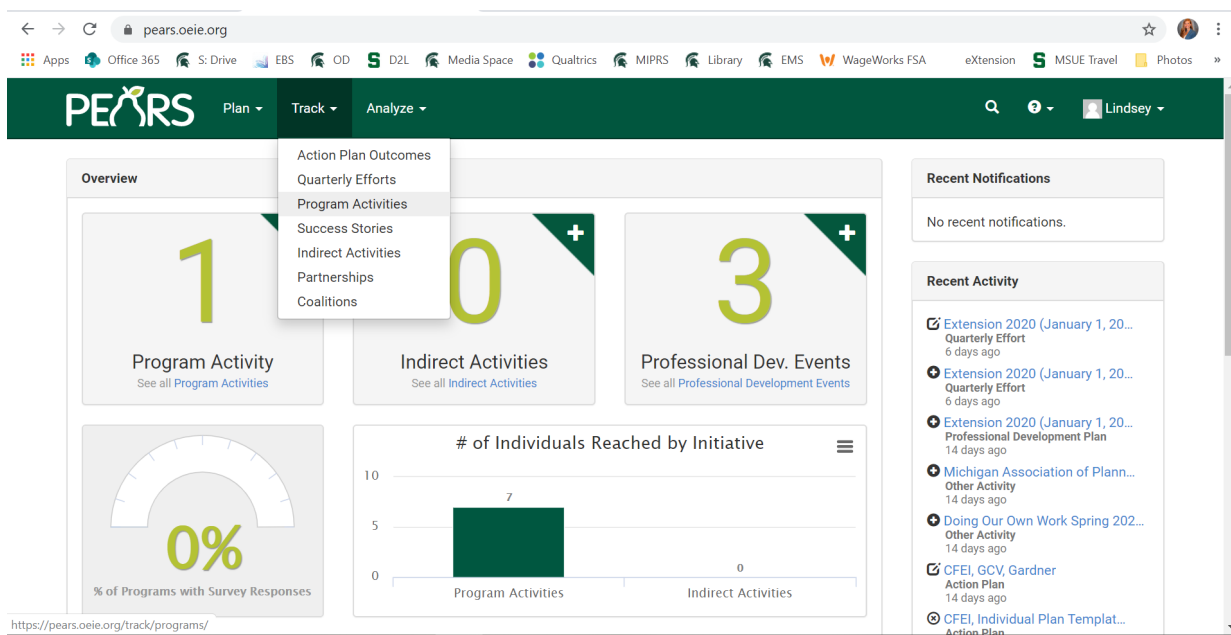 pears.oeie.org
Apps Office 365 S: Drive EBS OD D2L Media Space Qualtrics MIPRS Library EMS WageWorks FSA eXtension MSUE Travel Photos »
PEARS Plan Track Analyze Lindsey
Action Plan Outcomes
Quarterly Efforts
Program Activities
Success Stories
Indirect Activities
Partnerships
Coalitions
Overview
1
Program Activity
See all Program Activities
0
Indirect Activities
See all Indirect Activities
3
Professional Dev. Events
See all Professional Development Events
0%
% of Programs with Survey Responses
# of Individuals Reached by Initiative
10
5
0
7
0
Program Activities Indirect Activities
Recent Notifications
No recent notifications.
Recent Activity
Extension 2020 (January 1, 20...
Quarterly Effort
6 days ago
Extension 2020 (January 1, 20...
Quarterly Effort
6 days ago
Extension 2020 (January 1, 20...
Professional Development Plan
14 days ago
Michigan Association of Plann...
Other Activity
14 days ago
Doing Our Own Work Spring 202...
Other Activity
14 days ago
CFEI, GCV, Gardner
Action Plan
14 days ago
CFEI, Individual Plan Templat...
Action Plan
https://pears.oeie.org/track/programs/